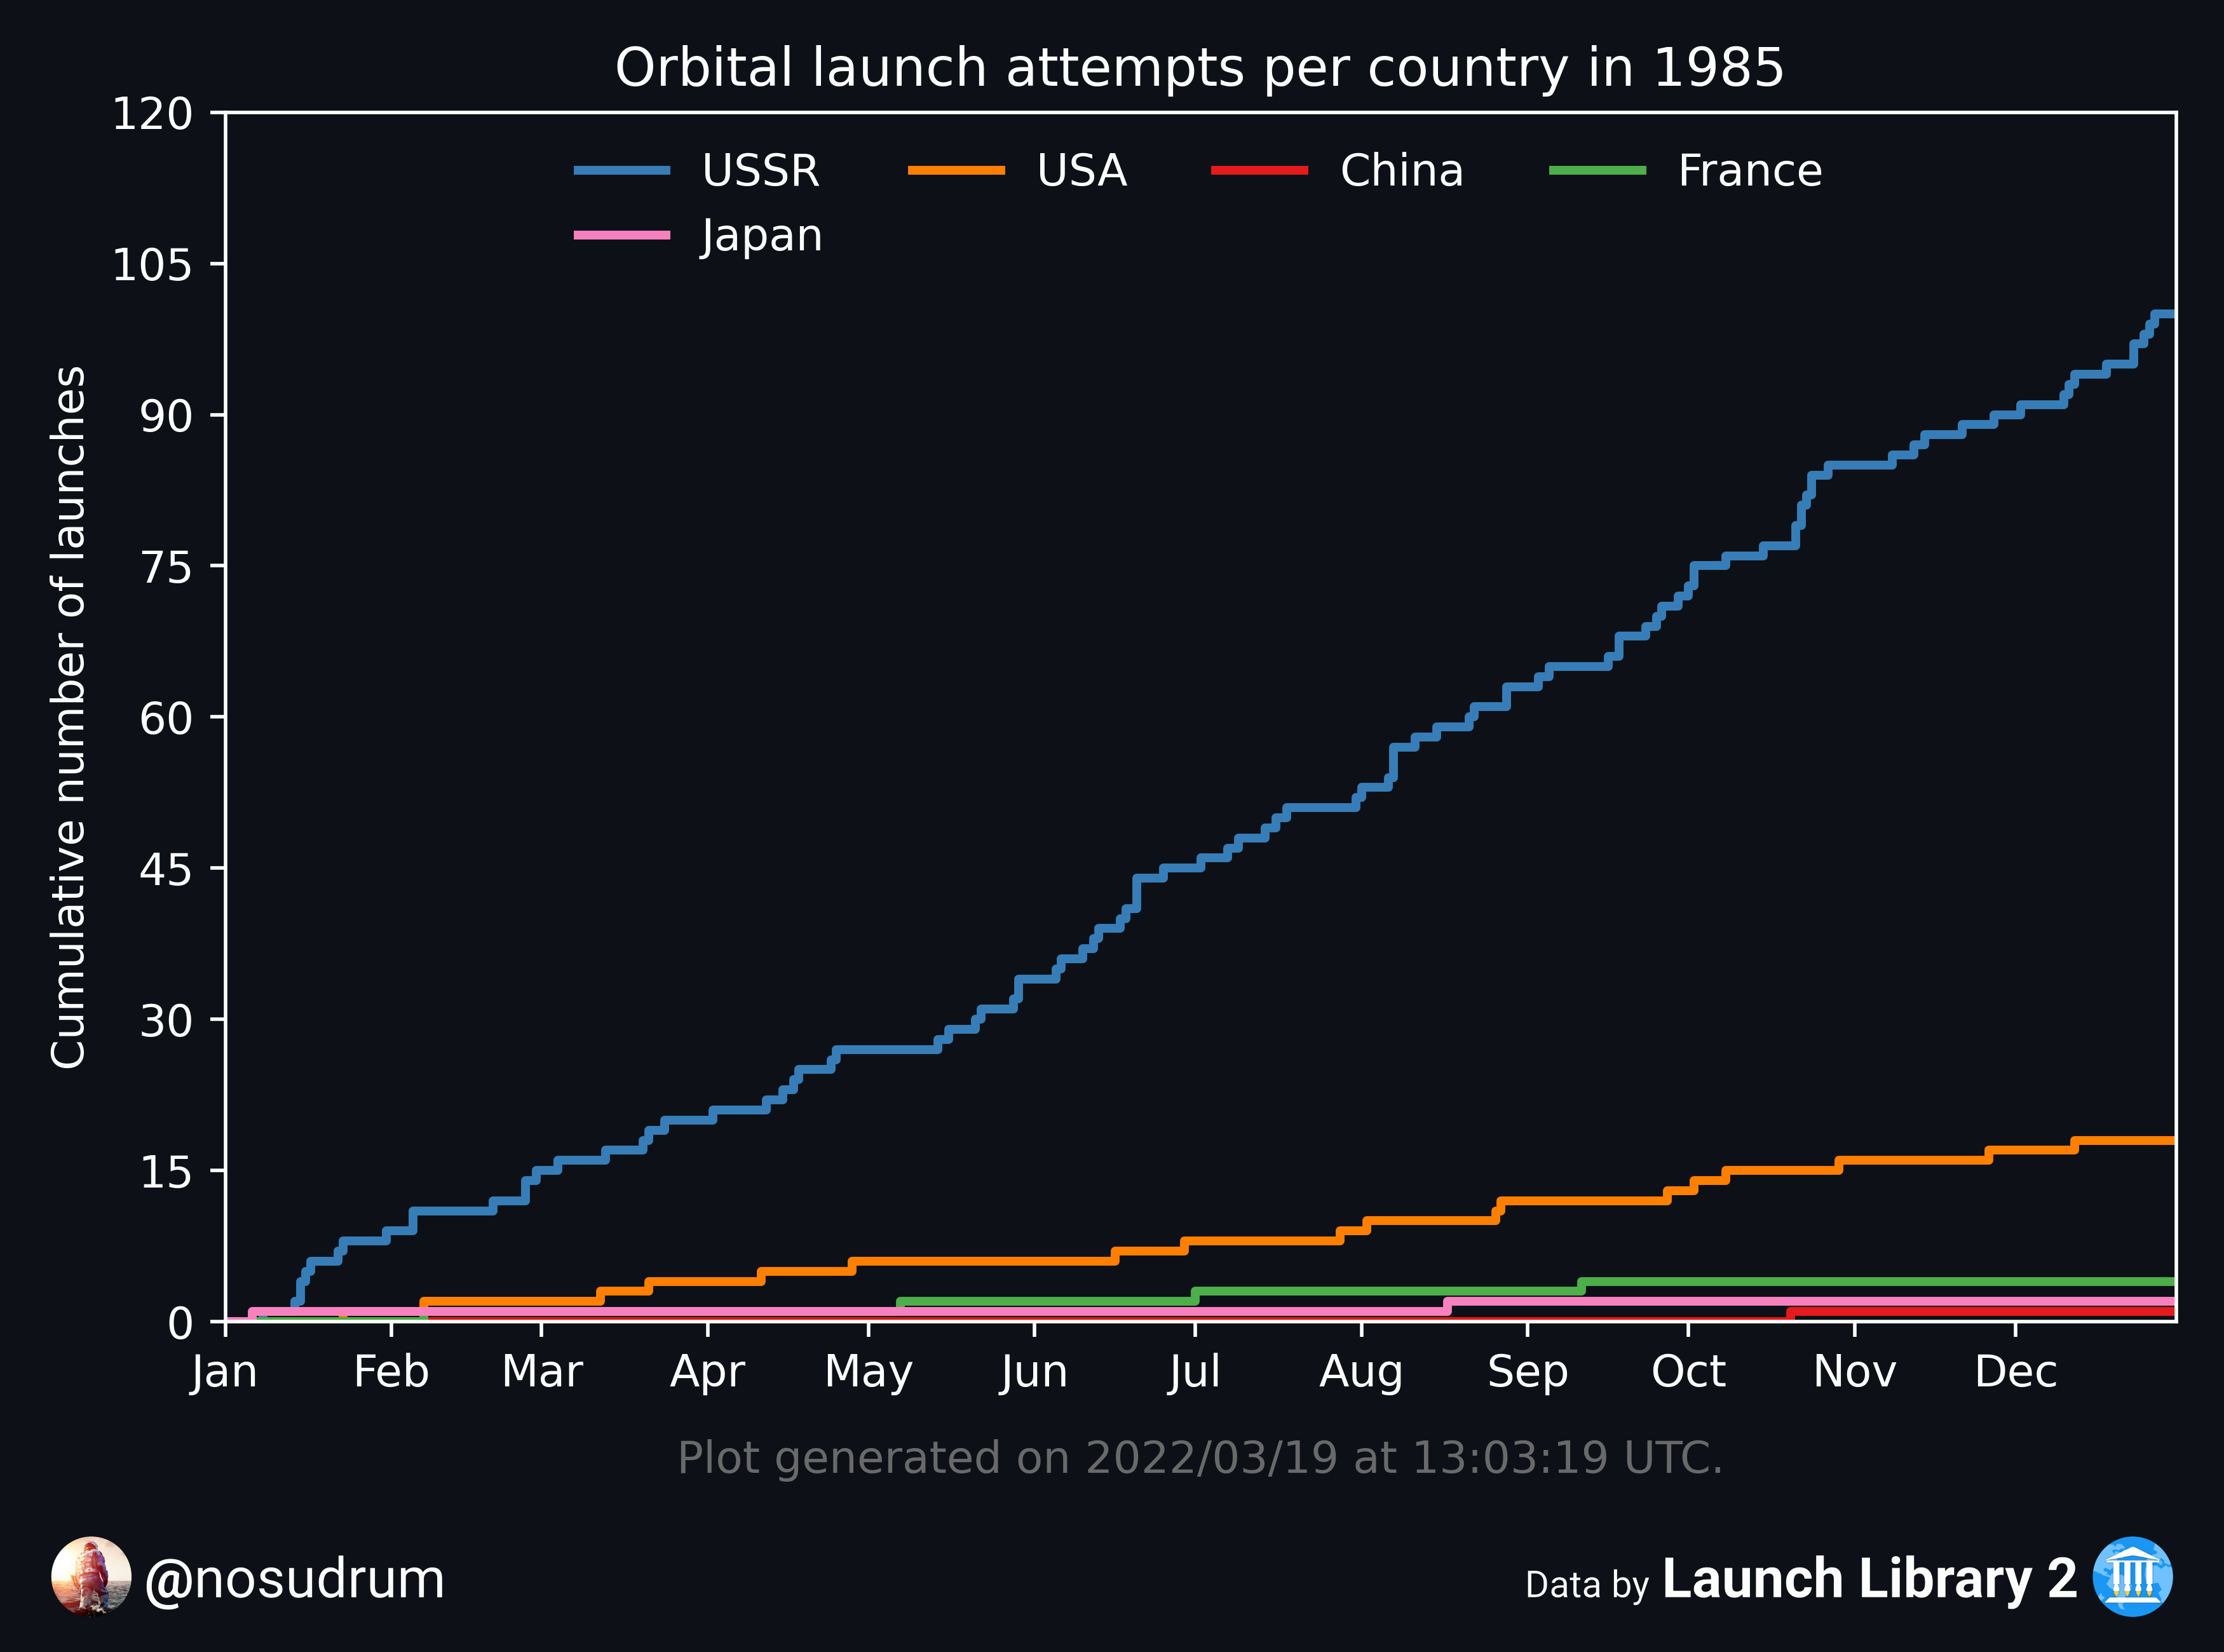 Orbital launch attempts per country in 1985
120
USSR USA China France
Japan
105
90
75
60
45
30
15
0
Cumulative number of launches
Jan Feb Mar Apr May Jun Jul Aug Sep Oct Nov Dec
Plot generated on 2022/03/19 at 13:03:19 UTC.
@nosudrum
Data by Launch Library 2